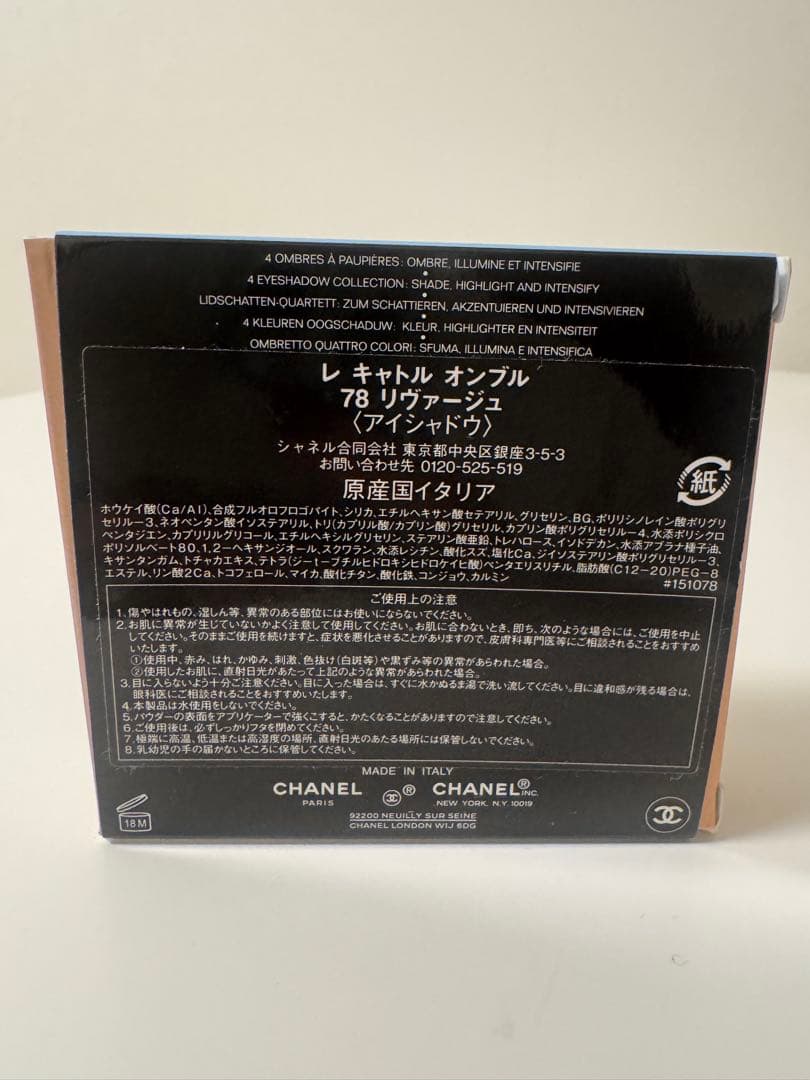 4 OMBRES À PAUPIÈRES: OMBRE, ILLUMINE ET INTENSIFIE
4 EYESHADOW COLLECTION: SHADE, HIGHLIGHT AND INTENSIFY
LIDSCHATTEN-QUARTETT: ZUM SCHATTIEREN, AKZENTUIEREN UND INTENSIVIEREN
4 KLEUREN OOGSCHADUW: KLEUR, HIGHLIGHTER EN INTENSITEIT
OMBRETTO QUATTRO COLORI: SFUMA, ILLUMINA E INTENSIFICA
レ キャトル オンブル
78 リヴァージュ
〈アイシャドウ〉
シャネル合同会社 東京都中央区銀座3-5-3
お問い合わせ先 0120-525-519
紙
原産国イタリア
ホウケイ酸(Ca/Al)、合成フルオロフロゴパイト、シリカ、エチルヘキサン酸セテアリル、グリセリン、BG、ポリリシノレイン酸ポリグリ
セリル-3、ネオペンタン酸イソステアリル、トリ(カプリル酸/カプリン酸)グリセリル、カプリン酸ポリグリセリル-4、水添ポリシクロ
ペンタジエン、カプリリルグリコール、エチルヘキシルグリセリン、ステアリン酸亜鉛、トレハロース、イソドデカン、水添アブラナ種子油、
ポリソルベート80、1,2-ヘキサンジオール、スクワラン、水添レシチン、酸化スズ、塩化Ca、ジイソステアリン酸ポリグリセリル-3、
キサンタンガム、トチャカエキス、テトラ(ジ-t-ブチルヒドロキシヒドロケイヒ酸)ペンタエリスリチル、脂肪酸(C12-20)PEG-8
エステル、リン酸2Ca、トコフェロール、マイカ、酸化チタン、酸化鉄、コンジョウ、カルミン
#151078
ご使用上の注意
1. 傷やはれもの、湿しん等、異常のある部位にはお使いにならないでください。
2. お肌に異常が生じていないかよく注意して使用してください。お肌に合わないとき、即ち、次のような場合には、ご使用を中止
してください。そのままご使用を続けますと、症状を悪化させることがありますので、皮膚科専門医等にご相談されることをおすすめ
いたします。
①使用中、赤み、はれ、かゆみ、刺激、色抜け(白斑等)や黒ずみ等の異常があらわれた場合。
②使用したお肌に、直射日光があたって上記のような異常があらわれた場合。
3. 目に入らないよう十分ご注意ください。目に入った場合は、すぐに水かぬるま湯で洗い流してください。目に違和感が残る場合は、
眼科医にご相談されることをおすすめいたします。
4. 本製品は水使用をしないでください。
5. パウダーの表面をアプリケーターで強くこすると、かたくなることがありますので注意してください。
6. ご使用後は、必ずしっかりフタを閉めてください。
7. 極端に高温、低温または高湿度の場所、直射日光のあたる場所には保管しないでください。
8. 乳幼児の手の届かないところに保管してください。
MADE IN ITALY
CHANEL ® CHANEL® INC.
PARIS NEW YORK, N.Y. 10019
92200 NEUILLY SUR SEINE
CHANEL LONDON W1J 6DG
18 M